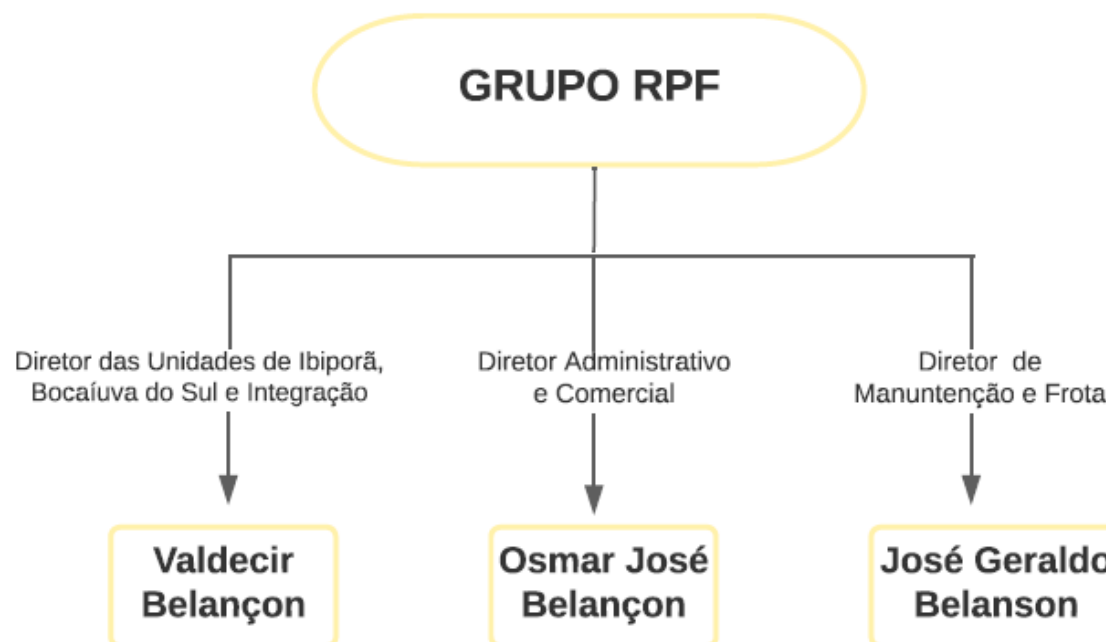 GRUPO RPF
Diretor das Unidades de Ibiporã,
Bocaíuva do Sul e Integração
Diretor Administrativo
e Comercial
Diretor de
Manuntenção e Frota
Valdecir
Belançon
Osmar José
Belançon
José Geraldo
Belanson